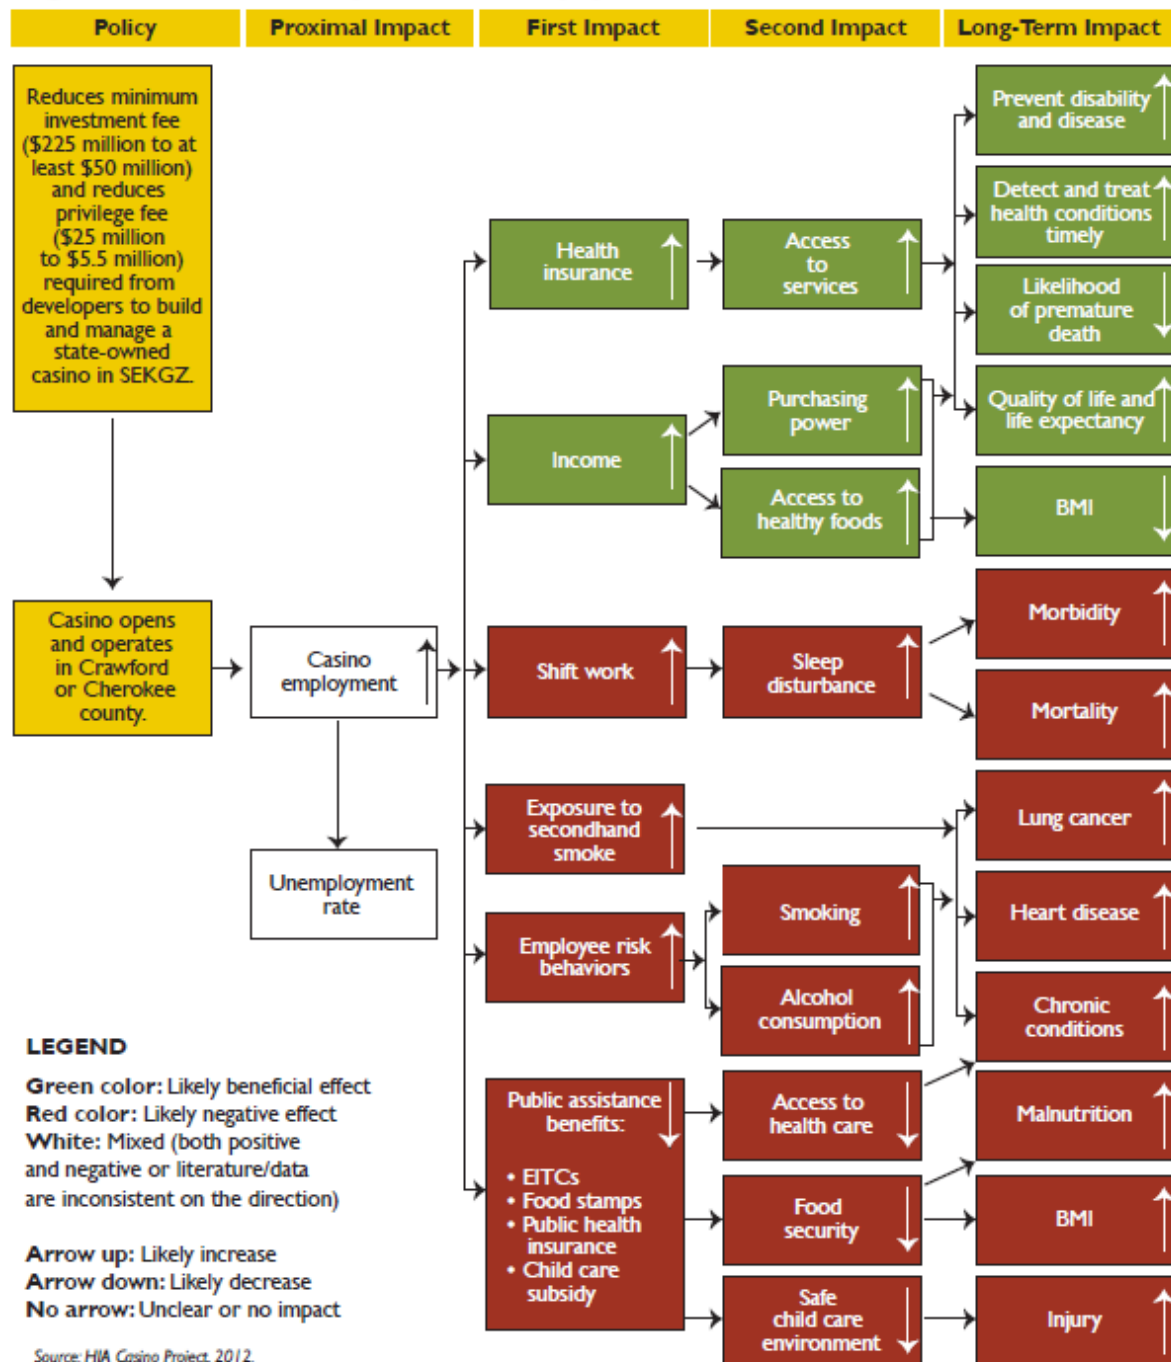 Policy
Proximal Impact
First Impact
Second Impact
Long-Term Impact
Reduces minimum
investment fee
($225 million to at
least $50 million)
and reduces
privilege fee
($25 million
to $5.5 million)
required from
developers to build
and manage a
state-owned
casino in SEKGZ.
Casino opens
and operates
in Crawford
or Cherokee
county.
Casino
employment
Unemployment
rate
Health
insurance
Income
Shift work
Exposure to
secondhand
smoke
Employee risk
behaviors
Public assistance
benefits:
• EITCs
• Food stamps
• Public health
insurance
• Child care
subsidy
Access
to
services
Purchasing
power
Access to
healthy foods
Sleep
disturbance
Smoking
Alcohol
consumption
Access to
health care
Food
security
Safe
child care
environment
Prevent disability
and disease
Detect and treat
health conditions
timely
Likelihood
of premature
death
Quality of life and
life expectancy
BMI
Morbidity
Mortality
Lung cancer
Heart disease
Chronic
conditions
Malnutrition
BMI
Injury
LEGEND
Green color: Likely beneficial effect
Red color: Likely negative effect
White: Mixed (both positive
and negative or literature/data
are inconsistent on the direction)
Arrow up: Likely increase
Arrow down: Likely decrease
No arrow: Unclear or no impact
Source: HIA Casino Project, 2012.